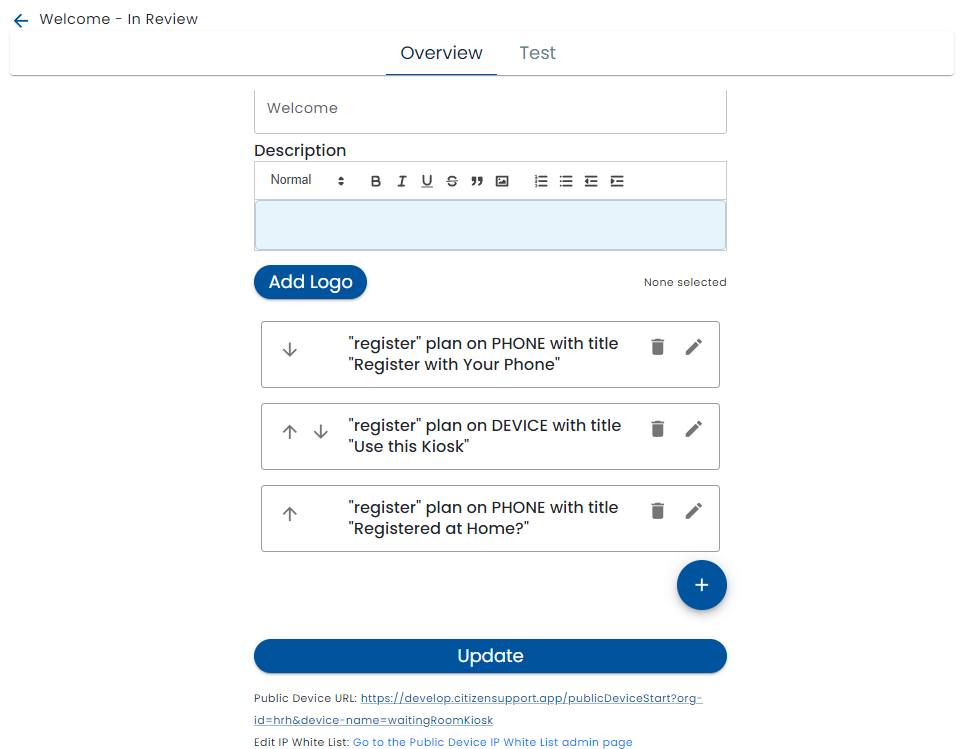 Welcome - In Review
Overview
Test
Welcome
Description
Normal
Add Logo
None selected
"register" plan on PHONE with title
"Register with Your Phone"
"register" plan on DEVICE with title
"Use this Kiosk"
"register" plan on PHONE with title
"Registered at Home?"
Update
Public Device URL: https://develop.citizensupport.app/publicDeviceStart?org-
id=hrh&device-name=waitingRoomKiosk
Edit IP White List: Go to the Public Device IP White List admin page